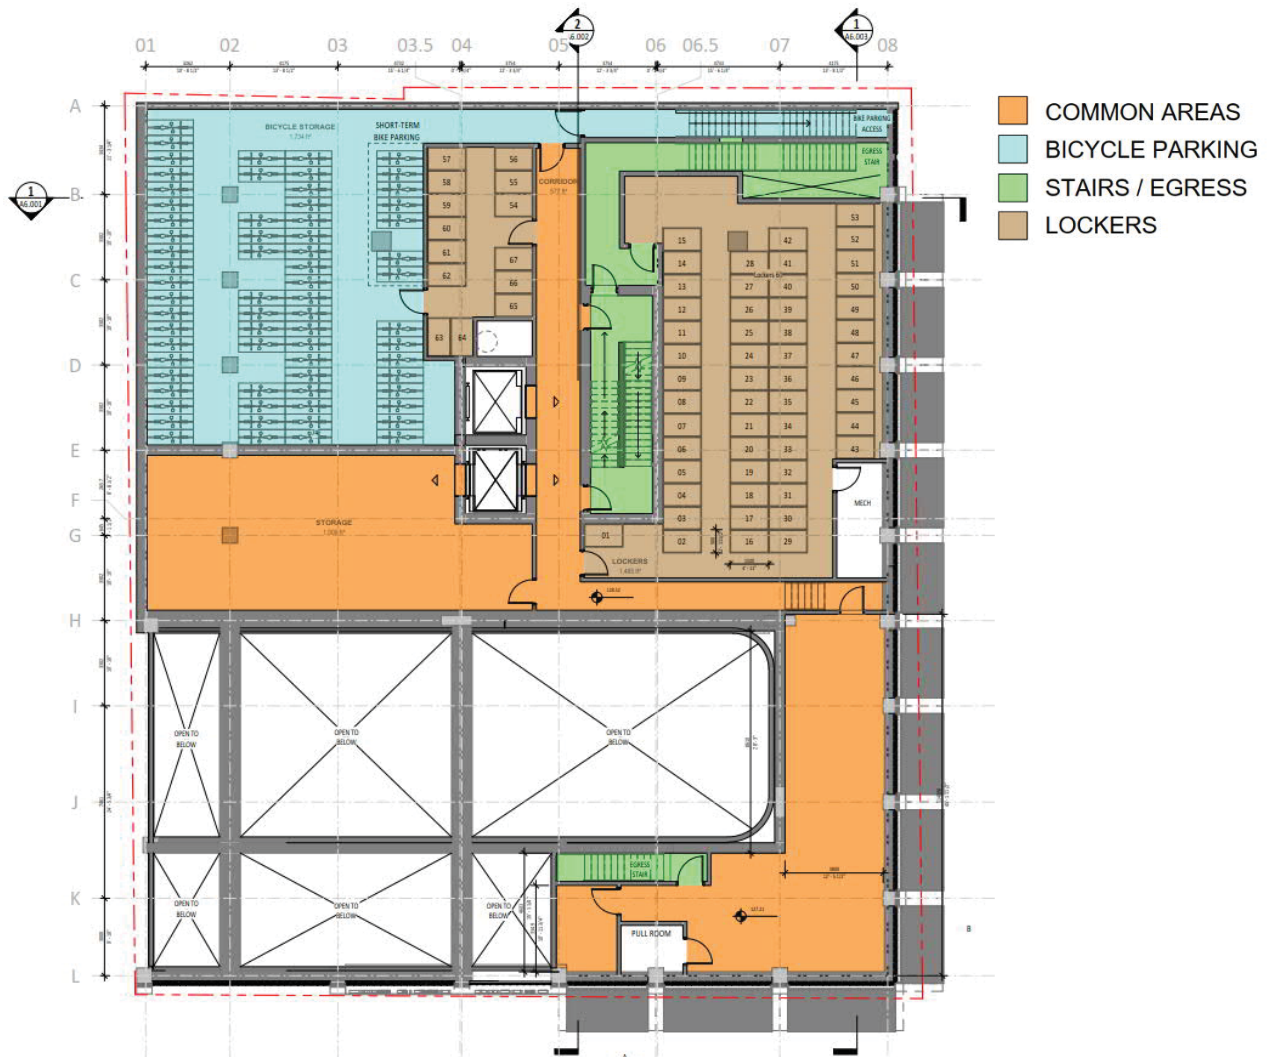 2
A6.002
1
A6.003
01 02 03 03.5 04 05 06 06.5 07 08
COMMON AREAS
BICYCLE PARKING
STAIRS / EGRESS
LOCKERS
A
B
C
D
E
F
G
H
I
J
K
L
1
A6.001
BICYCLE STORAGE
SHORT-TERM
BIKE PARKING
BIKE PARKING
ACCESS
EGRESS
STAIR
CORRIDOR
57 56
58 55
59 54
60
61 67
62 66
65
63 64
53
52
51
50
49
48
47
46
45
44
43
15 42
14 28 41
Lockers 60
13 27 40
12 26 39
11 25 38
10 24 37
09 23 36
08 22 35
07 21 34
06 20 33
05 19 32
04 18 31
03 17 30
02 16 29
01
MECH
STORAGE
LOCKERS
OPEN TO
BELOW
OPEN TO
BELOW
OPEN TO
BELOW
EGRESS
STAIR
OPEN TO
BELOW
OPEN TO
BELOW
OPEN TO
BELOW
PULL ROOM
B